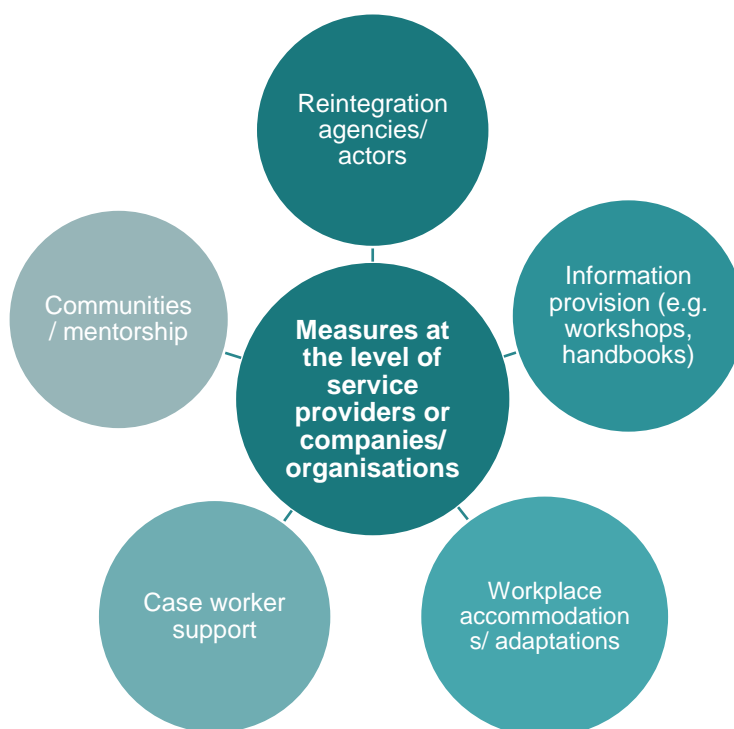 Reintegration
agencies/
actors
Information
provision (e.g.
workshops,
handbooks)
Communities
/ mentorship
Measures at
the level of
service
providers or
companies/
organisations
Case worker
support
Workplace
accommodation
s/ adaptations